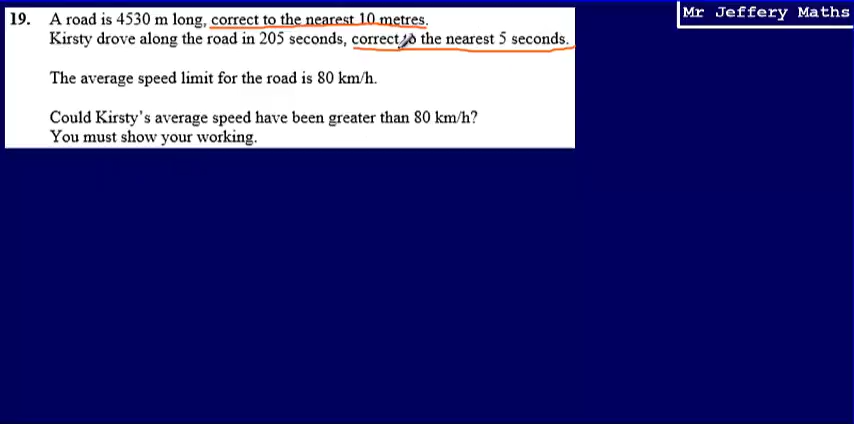 Mr Jeffery Maths
19. A road is 4530 m long, correct to the nearest 10 metres.
Kirsty drove along the road in 205 seconds, correct to the nearest 5 seconds.
The average speed limit for the road is 80 km/h.
Could Kirsty's average speed have been greater than 80 km/h?
You must show your working.